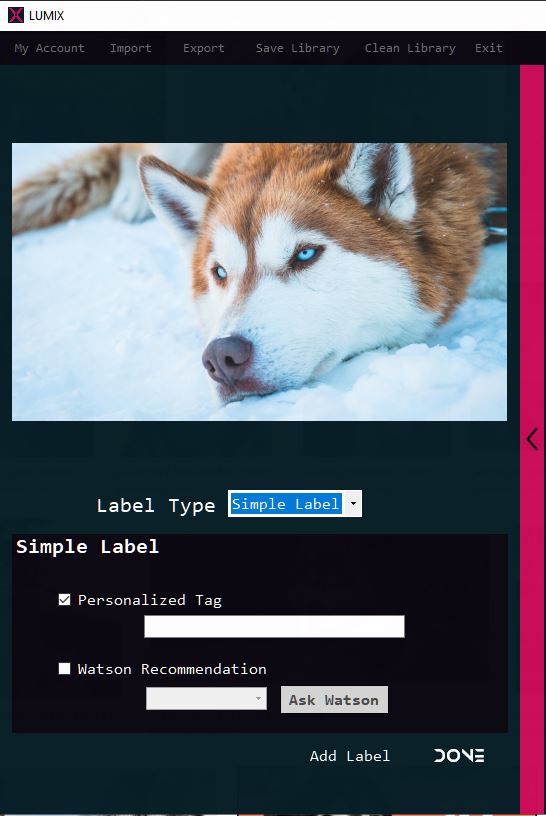 LUMIX
My Account Import Export Save Library Clean Library Exit
Label Type Simple Label
Simple Label
Personalized Tag
Watson Recommendation
Ask Watson
Add Label DONE